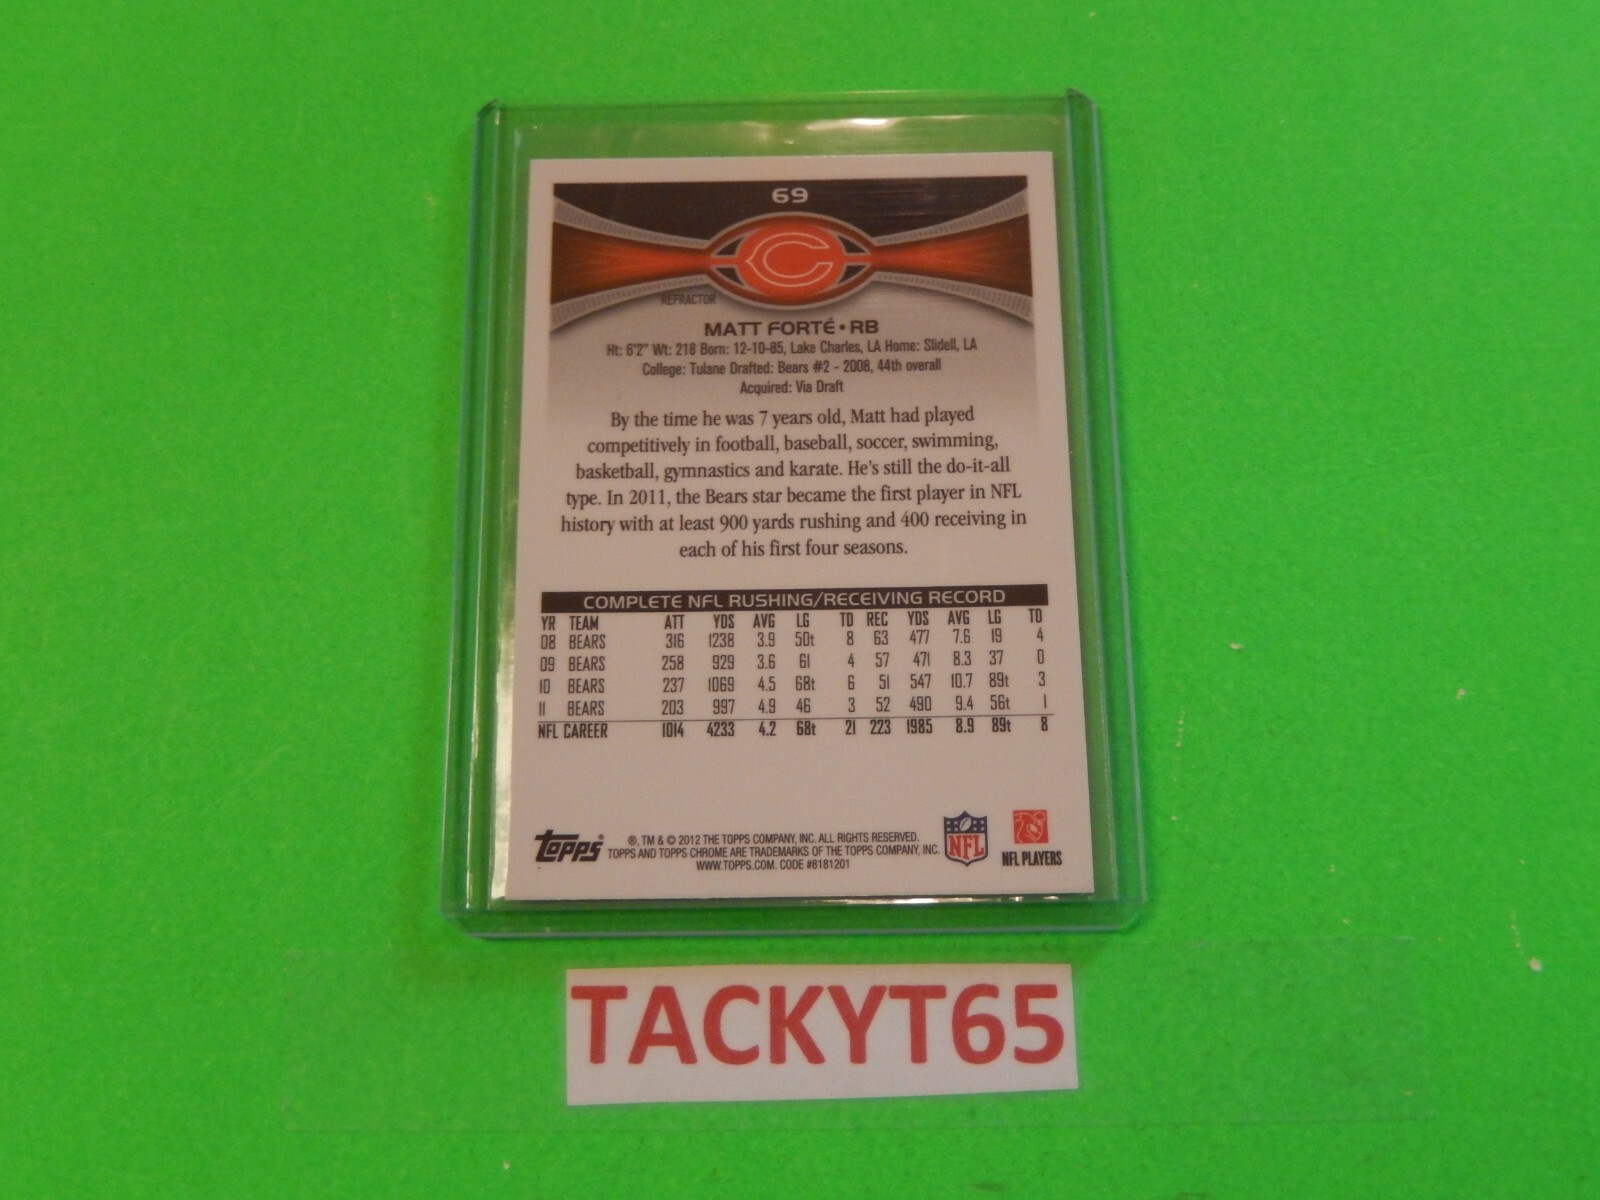 69
REFRACTOR
MATT FORTÉ • RB
Ht: 6'2" Wt: 218 Born: 12-10-85, Lake Charles, LA Home: Slidell, LA
College: Tulane Drafted: Bears #2 - 2008, 44th overall
Acquired: Via Draft
By the time he was 7 years old, Matt had played
competitively in football, baseball, soccer, swimming,
basketball, gymnastics and karate. He's still the do-it-all
type. In 2011, the Bears star became the first player in NFL
history with at least 900 yards rushing and 400 receiving in
each of his first four seasons.
COMPLETE NFL RUSHING/RECEIVING RECORD
YR TEAM ATT YDS AVG LG TD REC YDS AVG LG TD
08 BEARS 316 1238 3.9 50t 8 63 477 7.6 19 4
09 BEARS 258 929 3.6 61 4 57 471 8.3 37 0
10 BEARS 237 1069 4.5 68t 6 51 547 10.7 89t 3
11 BEARS 203 997 4.9 46 3 52 490 9.4 56t 1
NFL CAREER 1014 4233 4.2 68t 21 223 1985 8.9 89t 8
Topps®
®, TM & © 2012 THE TOPPS COMPANY, INC. ALL RIGHTS RESERVED.
TOPPS AND TOPPS CHROME ARE TRADEMARKS OF THE TOPPS COMPANY, INC.
WWW.TOPPS.COM. CODE #8181201
NFL
NFL PLAYERS
TACKYT65